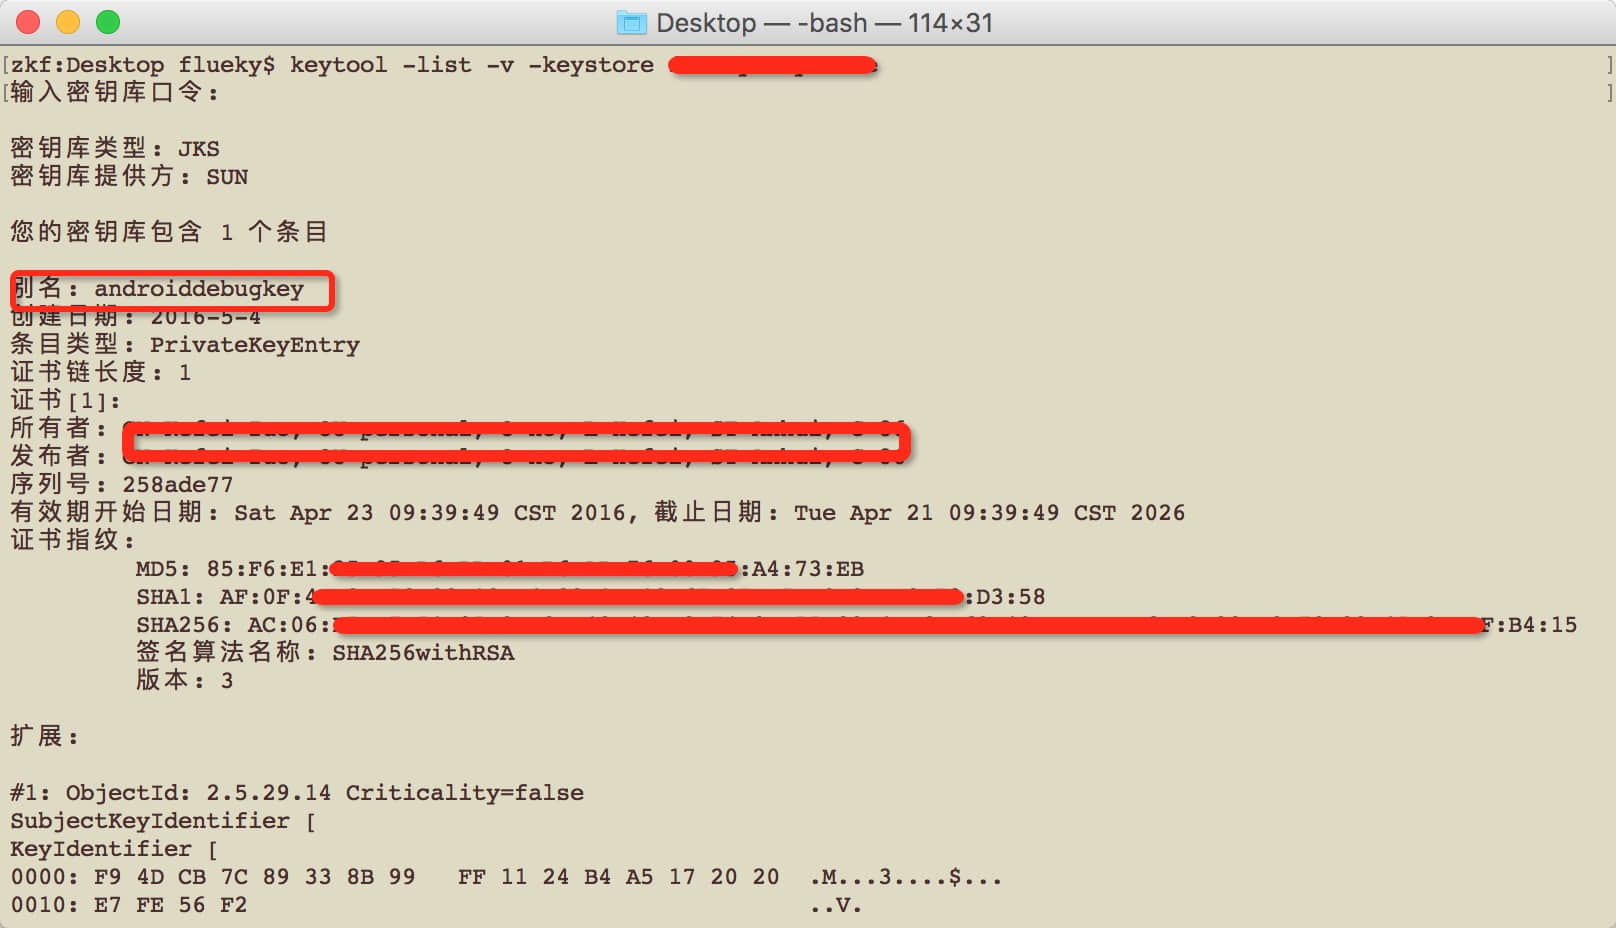 Desktop — -bash — 114×31
[zkf:Desktop flueky$ keytool -list -v -keystore ]
[输入密钥库口令: ]
密钥库类型: JKS
密钥库提供方: SUN
您的密钥库包含 1 个条目
别名: androiddebugkey
创建日期: 2016-5-4
条目类型: PrivateKeyEntry
证书链长度: 1
证书[1]:
所有者:
发布者:
序列号: 258ade77
有效期开始日期: Sat Apr 23 09:39:49 CST 2016, 截止日期: Tue Apr 21 09:39:49 CST 2026
证书指纹:
MD5: 85:F6:E1: :A4:73:EB
SHA1: AF:0F:4 :D3:58
SHA256: AC:06: F:B4:15
签名算法名称: SHA256withRSA
版本: 3
扩展:
#1: ObjectId: 2.5.29.14 Criticality=false
SubjectKeyIdentifier [
KeyIdentifier [
0000: F9 4D CB 7C 89 33 8B 99 FF 11 24 B4 A5 17 20 20 .M...3....$...
0010: E7 FE 56 F2 ..V.